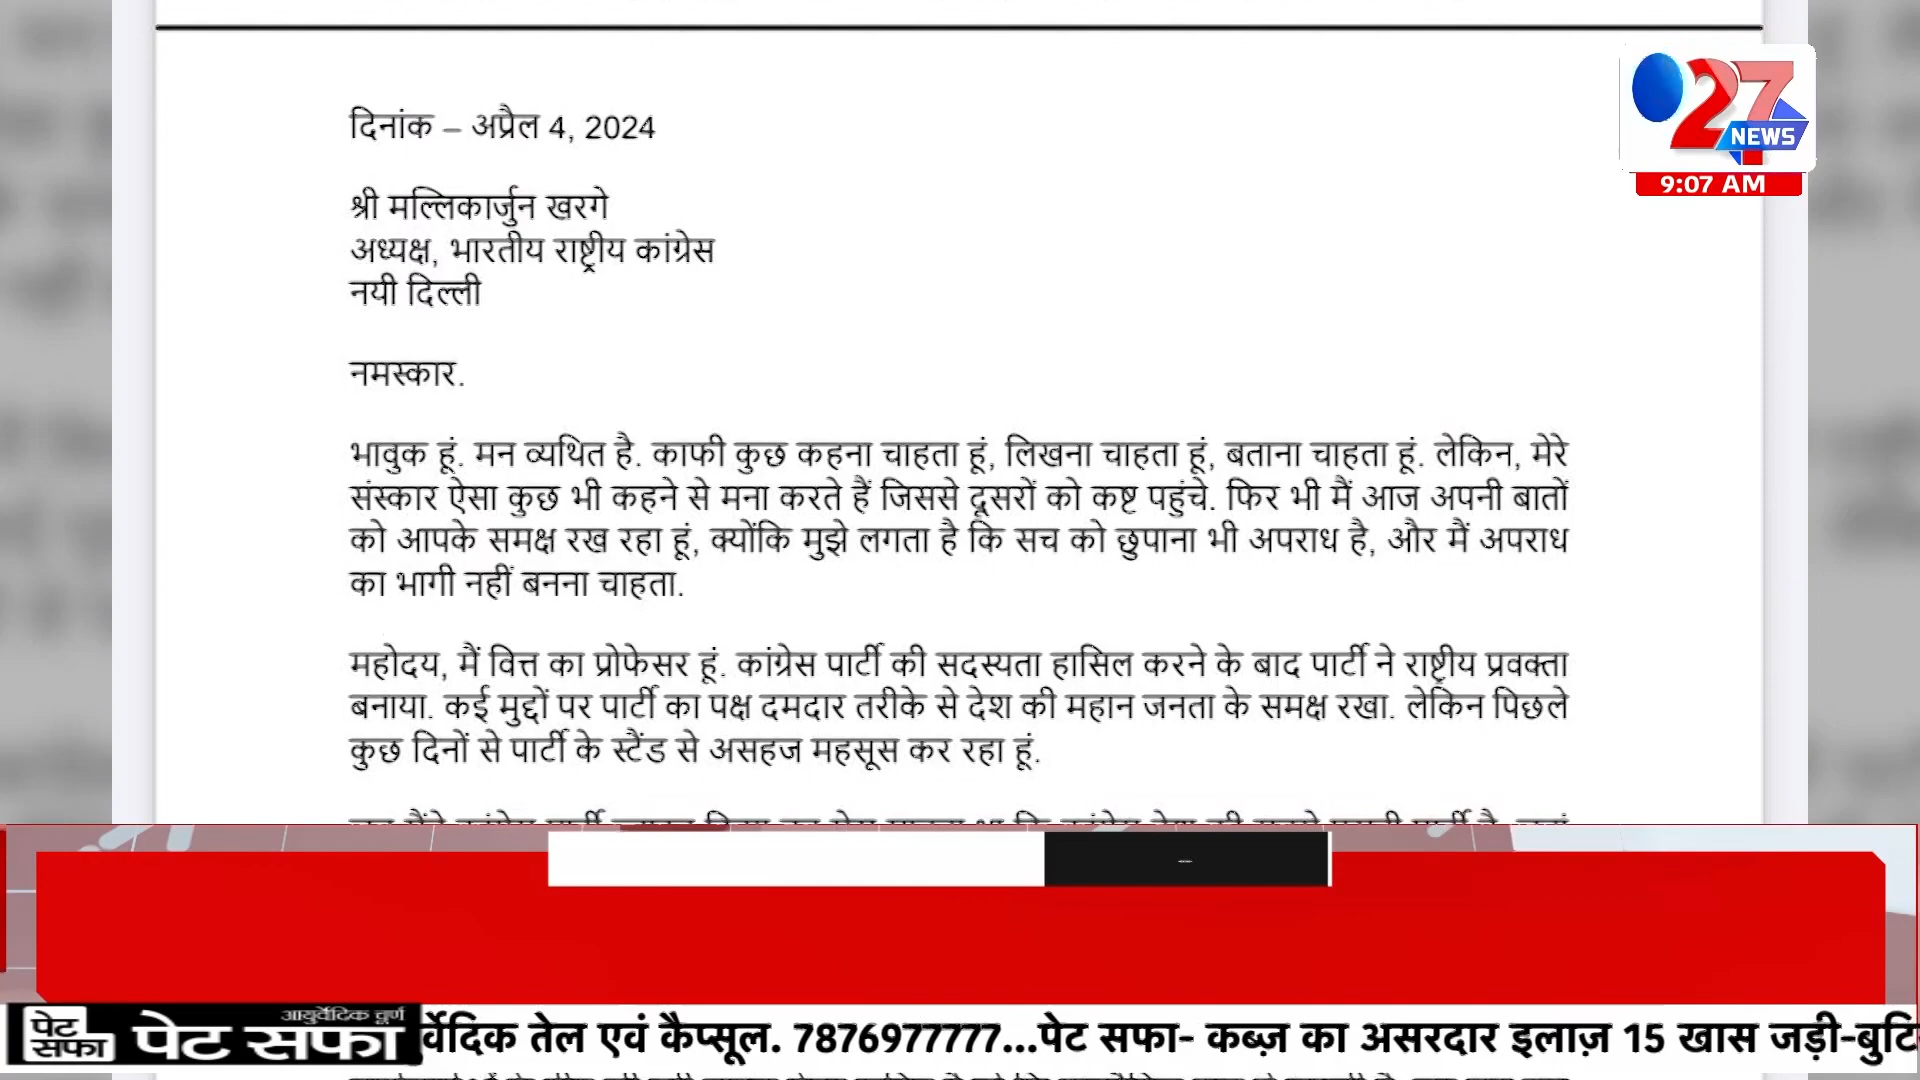 दिनांक – अप्रैल 4, 2024
श्री मल्लिकार्जुन खरगे
अध्यक्ष, भारतीय राष्ट्रीय कांग्रेस
नयी दिल्ली
नमस्कार.
भावुक हूं. मन व्यथित है. काफी कुछ कहना चाहता हूं, लिखना चाहता हूं, बताना चाहता हूं. लेकिन, मेरे
संस्कार ऐसा कुछ भी कहने से मना करते हैं जिससे दूसरों को कष्ट पहुंचे. फिर भी मैं आज अपनी बातों
को आपके समक्ष रख रहा हूं, क्योंकि मुझे लगता है कि सच को छुपाना भी अपराध है, और मैं अपराध
का भागी नहीं बनना चाहता.
महोदय, मैं वित्त का प्रोफेसर हूं. कांग्रेस पार्टी की सदस्यता हासिल करने के बाद पार्टी ने राष्ट्रीय प्रवक्ता
बनाया. कई मुद्दों पर पार्टी का पक्ष दमदार तरीके से देश की महान जनता के समक्ष रखा. लेकिन पिछले
कुछ दिनों से पार्टी के स्टैंड से असहज महसूस कर रहा हूं.
27
NEWS
9:07 AM
पेट
सफा
आयुर्वेदिक चूर्ण
पेट सफा
र्वेदिक तेल एवं कैप्सूल. 7876977777...पेट सफा- कब्ज़ का असरदार इलाज़ 15 खास जड़ी-बुटि